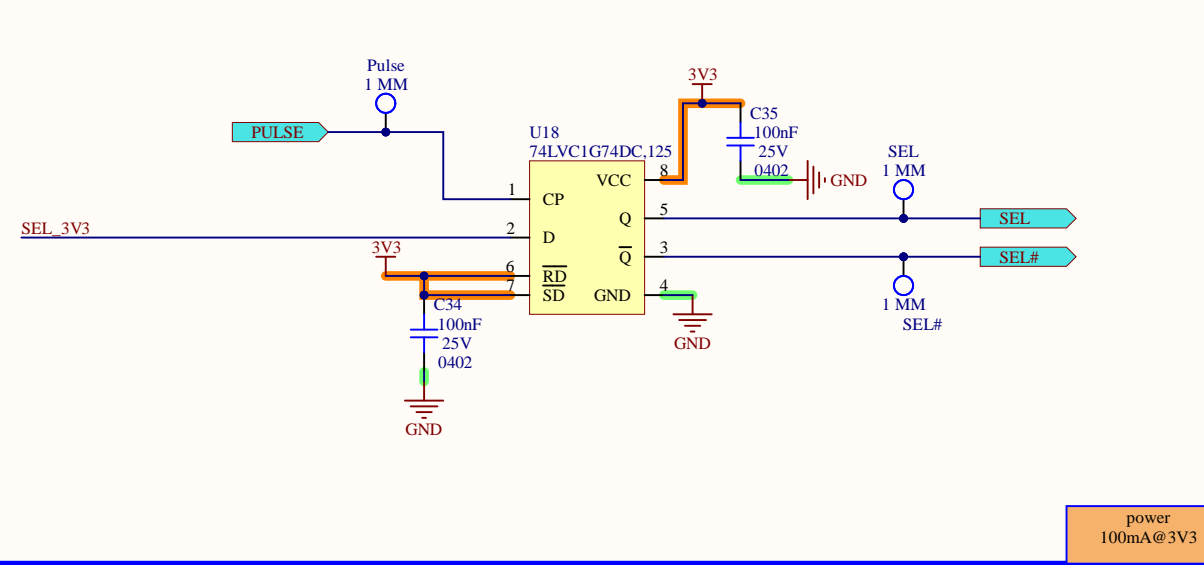 Pulse
1 MM
PULSE
3V3
C35
100nF
25V
0402
GND
U18
74LVC1G74DC,125
SEL
1 MM
8
VCC
1
CP
5
Q
SEL
SEL_3V3
2
D
3V3
3
Q
SEL#
6
RD
7
SD
GND
4
1 MM
SEL#
C34
100nF
25V
0402
GND
GND
power
100mA@3V3